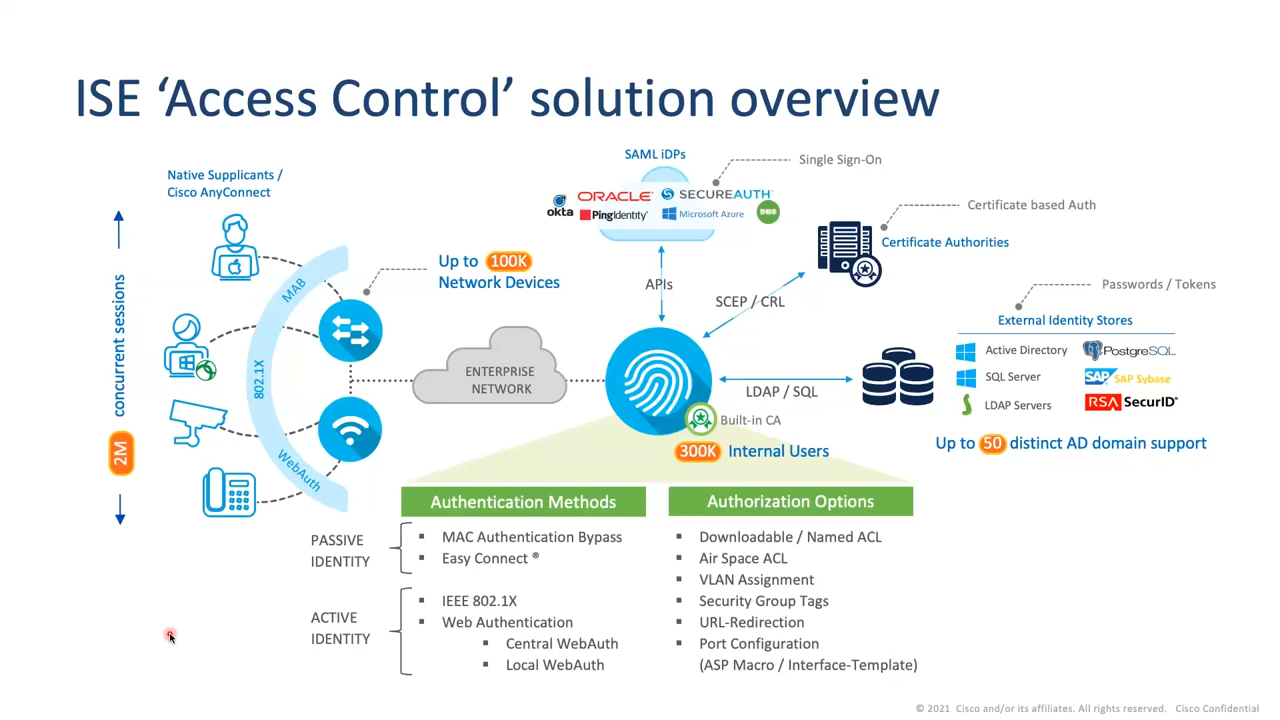 ISE ‘Access Control’ solution overview
Native Supplicants /
Cisco AnyConnect
concurrent sessions
2M
MAB
802.1X
WebAuth
Up to 100K
Network Devices
ENTERPRISE
NETWORK
SAML iDPs
Single Sign-On
okta
ORACLE
SECUREAUTH
PingIdentity
Microsoft Azure
DUO
APIs
SCEP / CRL
Certificate based Auth
Certificate Authorities
LDAP / SQL
Built-in CA
300K Internal Users
Passwords / Tokens
External Identity Stores
Active Directory
PostgreSQL
SQL Server
SAP SAP Sybase
LDAP Servers
RSA SecurID
Up to 50 distinct AD domain support
Authentication Methods
PASSIVE
IDENTITY
MAC Authentication Bypass
Easy Connect ®
ACTIVE
IDENTITY
IEEE 802.1X
Web Authentication
Central WebAuth
Local WebAuth
Authorization Options
Downloadable / Named ACL
Air Space ACL
VLAN Assignment
Security Group Tags
URL-Redirection
Port Configuration
(ASP Macro / Interface-Template)
© 2021 Cisco and/or its affiliates. All rights reserved. Cisco Confidential